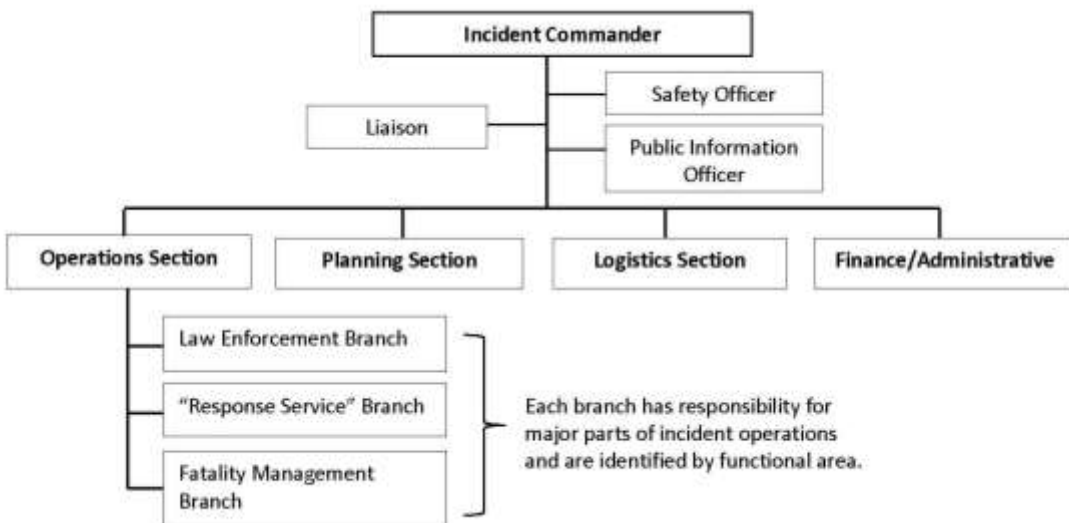 Incident Commander
Safety Officer
Liaison
Public Information
Officer
Operations Section
Planning Section
Logistics Section
Finance/Administrative
Law Enforcement Branch
“Response Service” Branch
Fatality Management
Branch
Each branch has responsibility for
major parts of incident operations
and are identified by functional area.